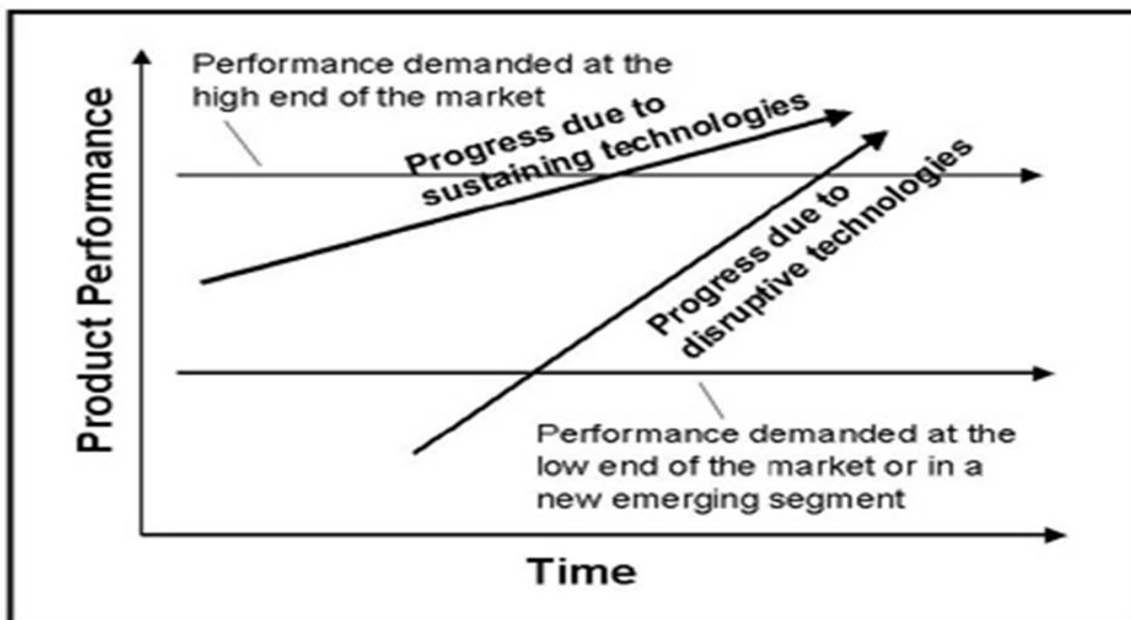 Performance demanded at the
high end of the market
Progress due to
sustaining technologies
Progress due to
disruptive technologies
Performance demanded at the
low end of the market or in a
new emerging segment
Product Performance
Time